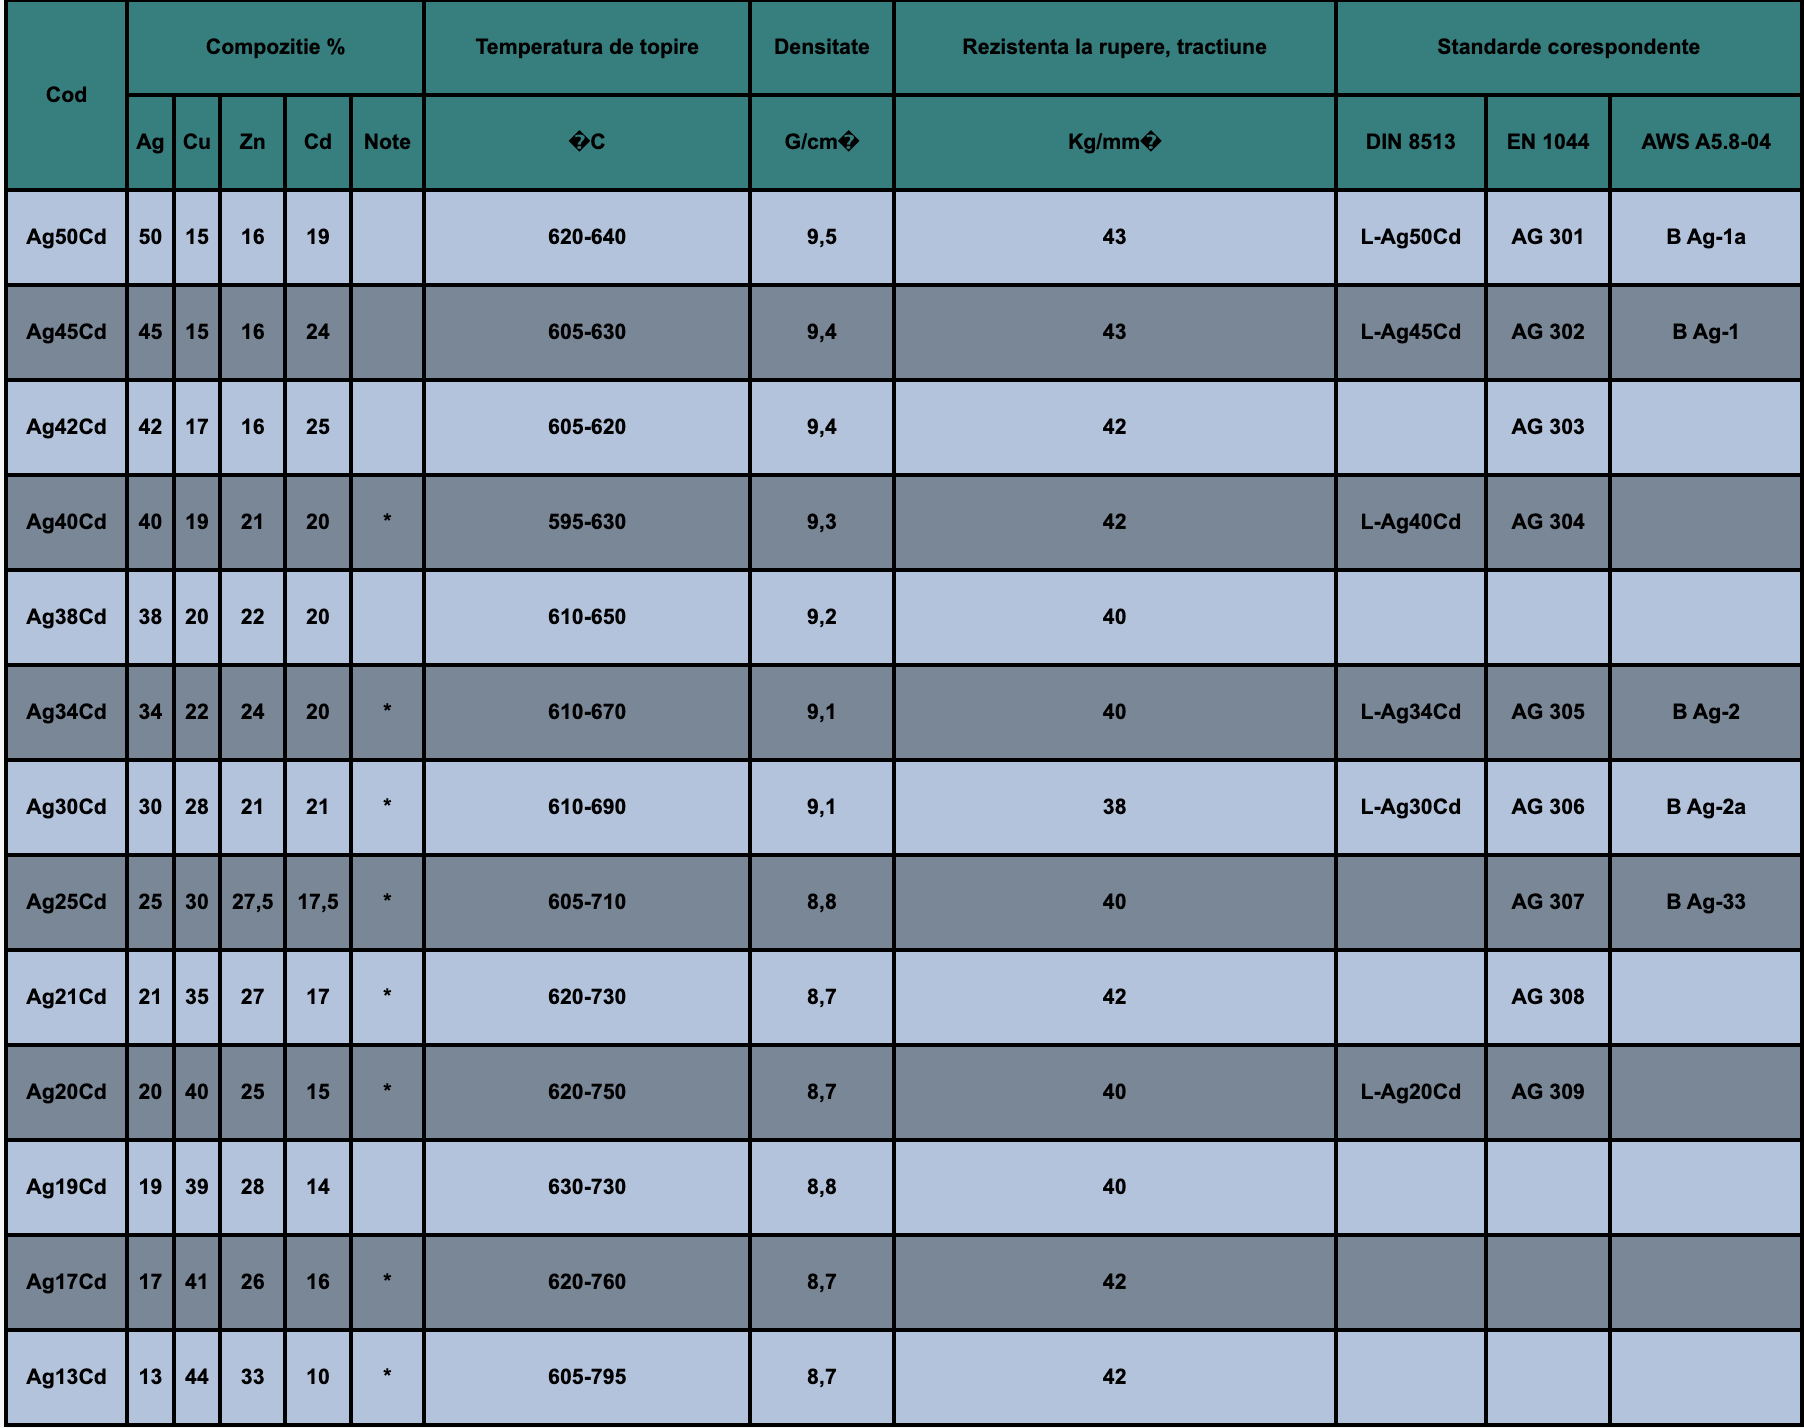 Cod Compozitie % Temperatura de topire Densitate Rezistenta la rupere, tractiune Standarde corespondente
Ag Cu Zn Cd Note �C G/cm� Kg/mm� DIN 8513 EN 1044 AWS A5.8-04
Ag50Cd 50 15 16 19 620-640 9,5 43 L-Ag50Cd AG 301 B Ag-1a
Ag45Cd 45 15 16 24 605-630 9,4 43 L-Ag45Cd AG 302 B Ag-1
Ag42Cd 42 17 16 25 605-620 9,4 42 AG 303
Ag40Cd 40 19 21 20 * 595-630 9,3 42 L-Ag40Cd AG 304
Ag38Cd 38 20 22 20 610-650 9,2 40
Ag34Cd 34 22 24 20 * 610-670 9,1 40 L-Ag34Cd AG 305 B Ag-2
Ag30Cd 30 28 21 21 * 610-690 9,1 38 L-Ag30Cd AG 306 B Ag-2a
Ag25Cd 25 30 27,5 17,5 * 605-710 8,8 40 AG 307 B Ag-33
Ag21Cd 21 35 27 17 * 620-730 8,7 42 AG 308
Ag20Cd 20 40 25 15 * 620-750 8,7 40 L-Ag20Cd AG 309
Ag19Cd 19 39 28 14 630-730 8,8 40
Ag17Cd 17 41 26 16 * 620-760 8,7 42
Ag13Cd 13 44 33 10 * 605-795 8,7 42